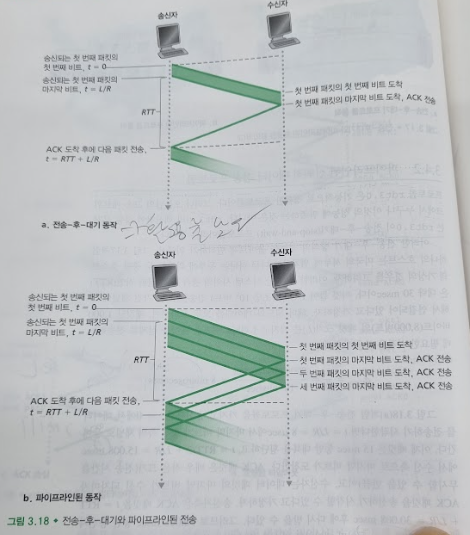 송신자
수신자
송신되는 첫 번째 패킷의
첫 번째 비트, t = 0
송신되는 첫 번째 패킷의
마지막 비트, t = L/R
첫 번째 패킷의 첫 번째 비트 도착
첫 번째 패킷의 마지막 비트 도착, ACK 전송
RTT
ACK 도착 후에 다음 패킷 전송,
t = RTT + L/R
a. 전송-후-대기 동작
송신자
수신자
송신되는 첫 번째 패킷의
첫 번째 비트, t = 0
송신되는 첫 번째 패킷의
마지막 비트, t = L/R
첫 번째 패킷의 첫 번째 비트 도착
첫 번째 패킷의 마지막 비트 도착, ACK 전송
두 번째 패킷의 마지막 비트 도착, ACK 전송
세 번째 패킷의 마지막 비트 도착, ACK 전송
RTT
ACK 도착 후에 다음 패킷 전송,
t = RTT + L/R
b. 파이프라인된 동작
그림 3.18 전송-후-대기와 파이프라인된 전송